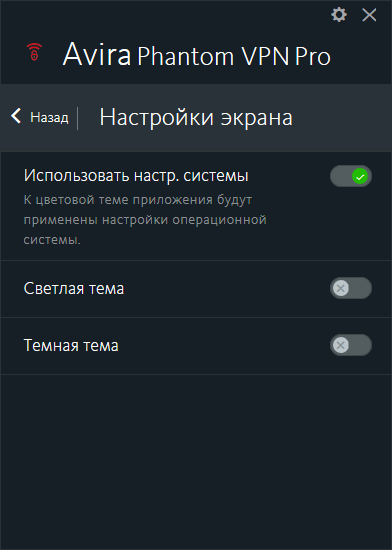 Avira Phantom VPN Pro
Назад
Настройки экрана
Использовать настр. системы
К цветовой теме приложения будут
применены настройки операционной
системы.
Светлая тема
Темная тема